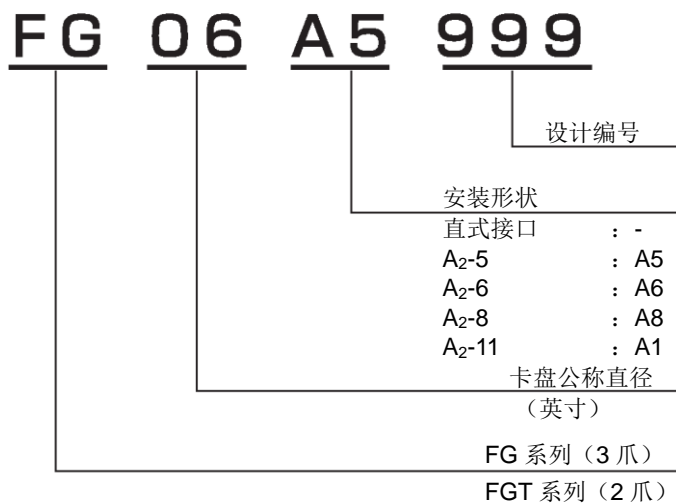 FG 06 A5 999
设计编号
安装形状
直式接口 ：-
A₂-5 ：A5
A₂-6 ：A6
A₂-8 ：A8
A₂-11 ：A1
卡盘公称直径
（英寸）
FG 系列（3 爪）
FGT 系列（2 爪）